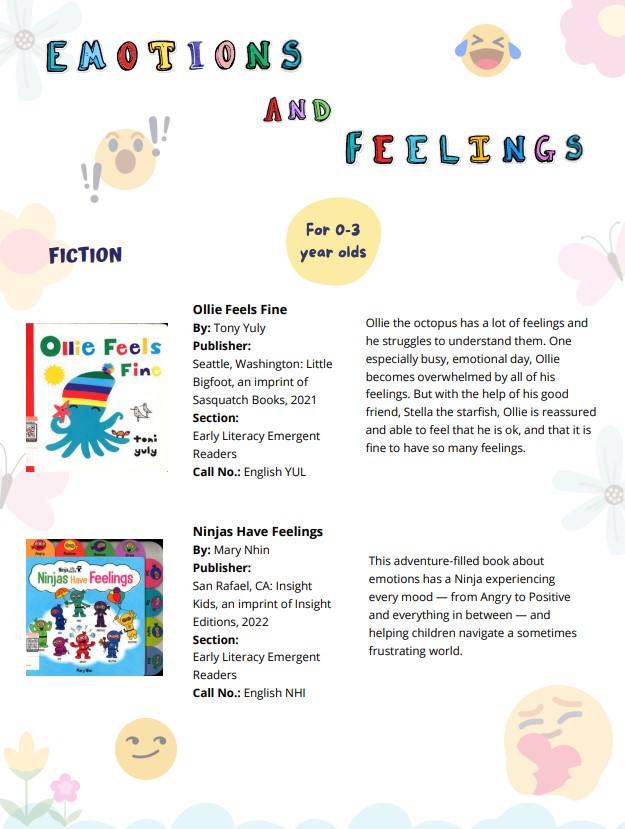 EMOTIONS
AND
FEELINGS
For 0-3
year olds
FICTION
Ollie Feels Fine
By: Tony Yuly
Publisher:
Seattle, Washington: Little
Bigfoot, an imprint of
Sasquatch Books, 2021
Section:
Early Literacy Emergent
Readers
Call No.: English YUL
Ollie the octopus has a lot of feelings and
he struggles to understand them. One
especially busy, emotional day, Ollie
becomes overwhelmed by all of his
feelings. But with the help of his good
friend, Stella the starfish, Ollie is reassured
and able to feel that he is ok, and that it is
fine to have so many feelings.
Ollie Feels
Fine
toni
yuly
Ninjas Have Feelings
By: Mary Nhin
Publisher:
San Rafael, CA: Insight
Kids, an imprint of Insight
Editions, 2022
Section:
Early Literacy Emergent
Readers
Call No.: English NHI
This adventure-filled book about
emotions has a Ninja experiencing
every mood — from Angry to Positive
and everything in between — and
helping children navigate a sometimes
frustrating world.
Ninjas Have Feelings
Mary Nhin